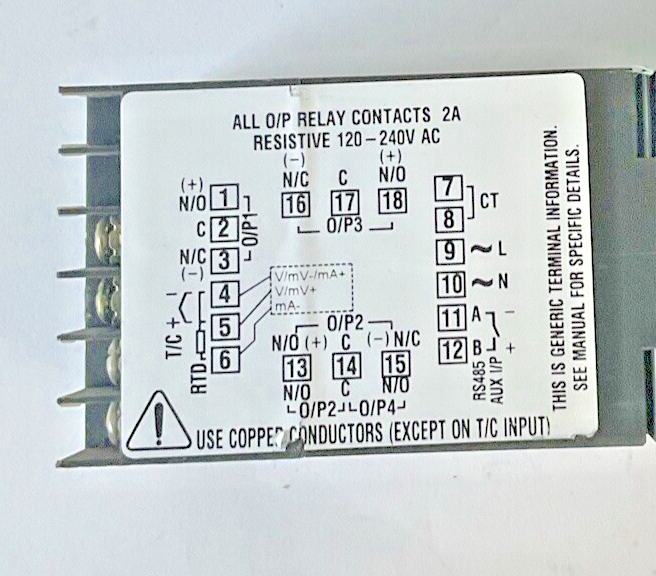 ALL O/P RELAY CONTACTS 2A
RESISTIVE 120-240V AC
(-) (+)
N/C C N/O
16 17 18
O/P3
(+)
N/O 1
C 2
N/C 3
(-)
O/P1
7
8
CT
9 ~ L
10 ~ N
11 A -
12 B +
RS485
AUX I/P
- 4
+ 5
6
T/C
RTD
V/mV-/mA+
V/mV+
mA-
O/P2
N/O (+) C (-) N/C
13 14 15
N/O C N/O
O/P2 O/P4
! USE COPPER CONDUCTORS (EXCEPT ON T/C INPUT)
THIS IS GENERIC TERMINAL INFORMATION.
SEE MANUAL FOR SPECIFIC DETAILS.